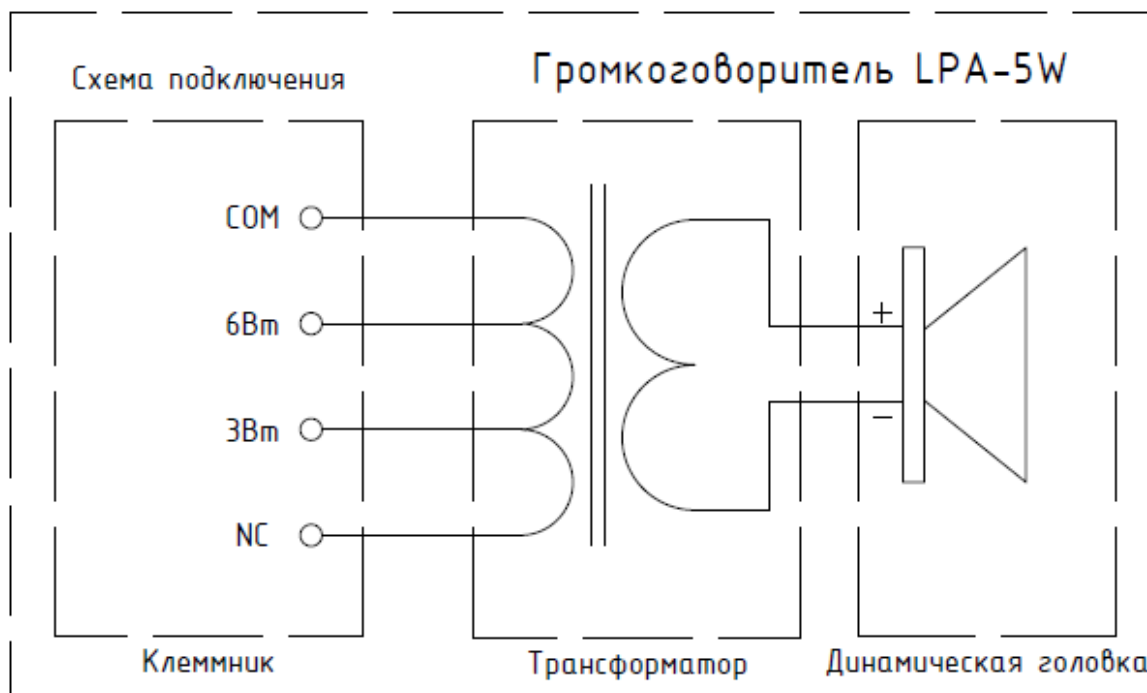 Громкоговоритель LPA-5W
Схема подключения
COM
6Вт
3Вт
NC
+
−
Клеммник
Трансформатор
Динамическая головка